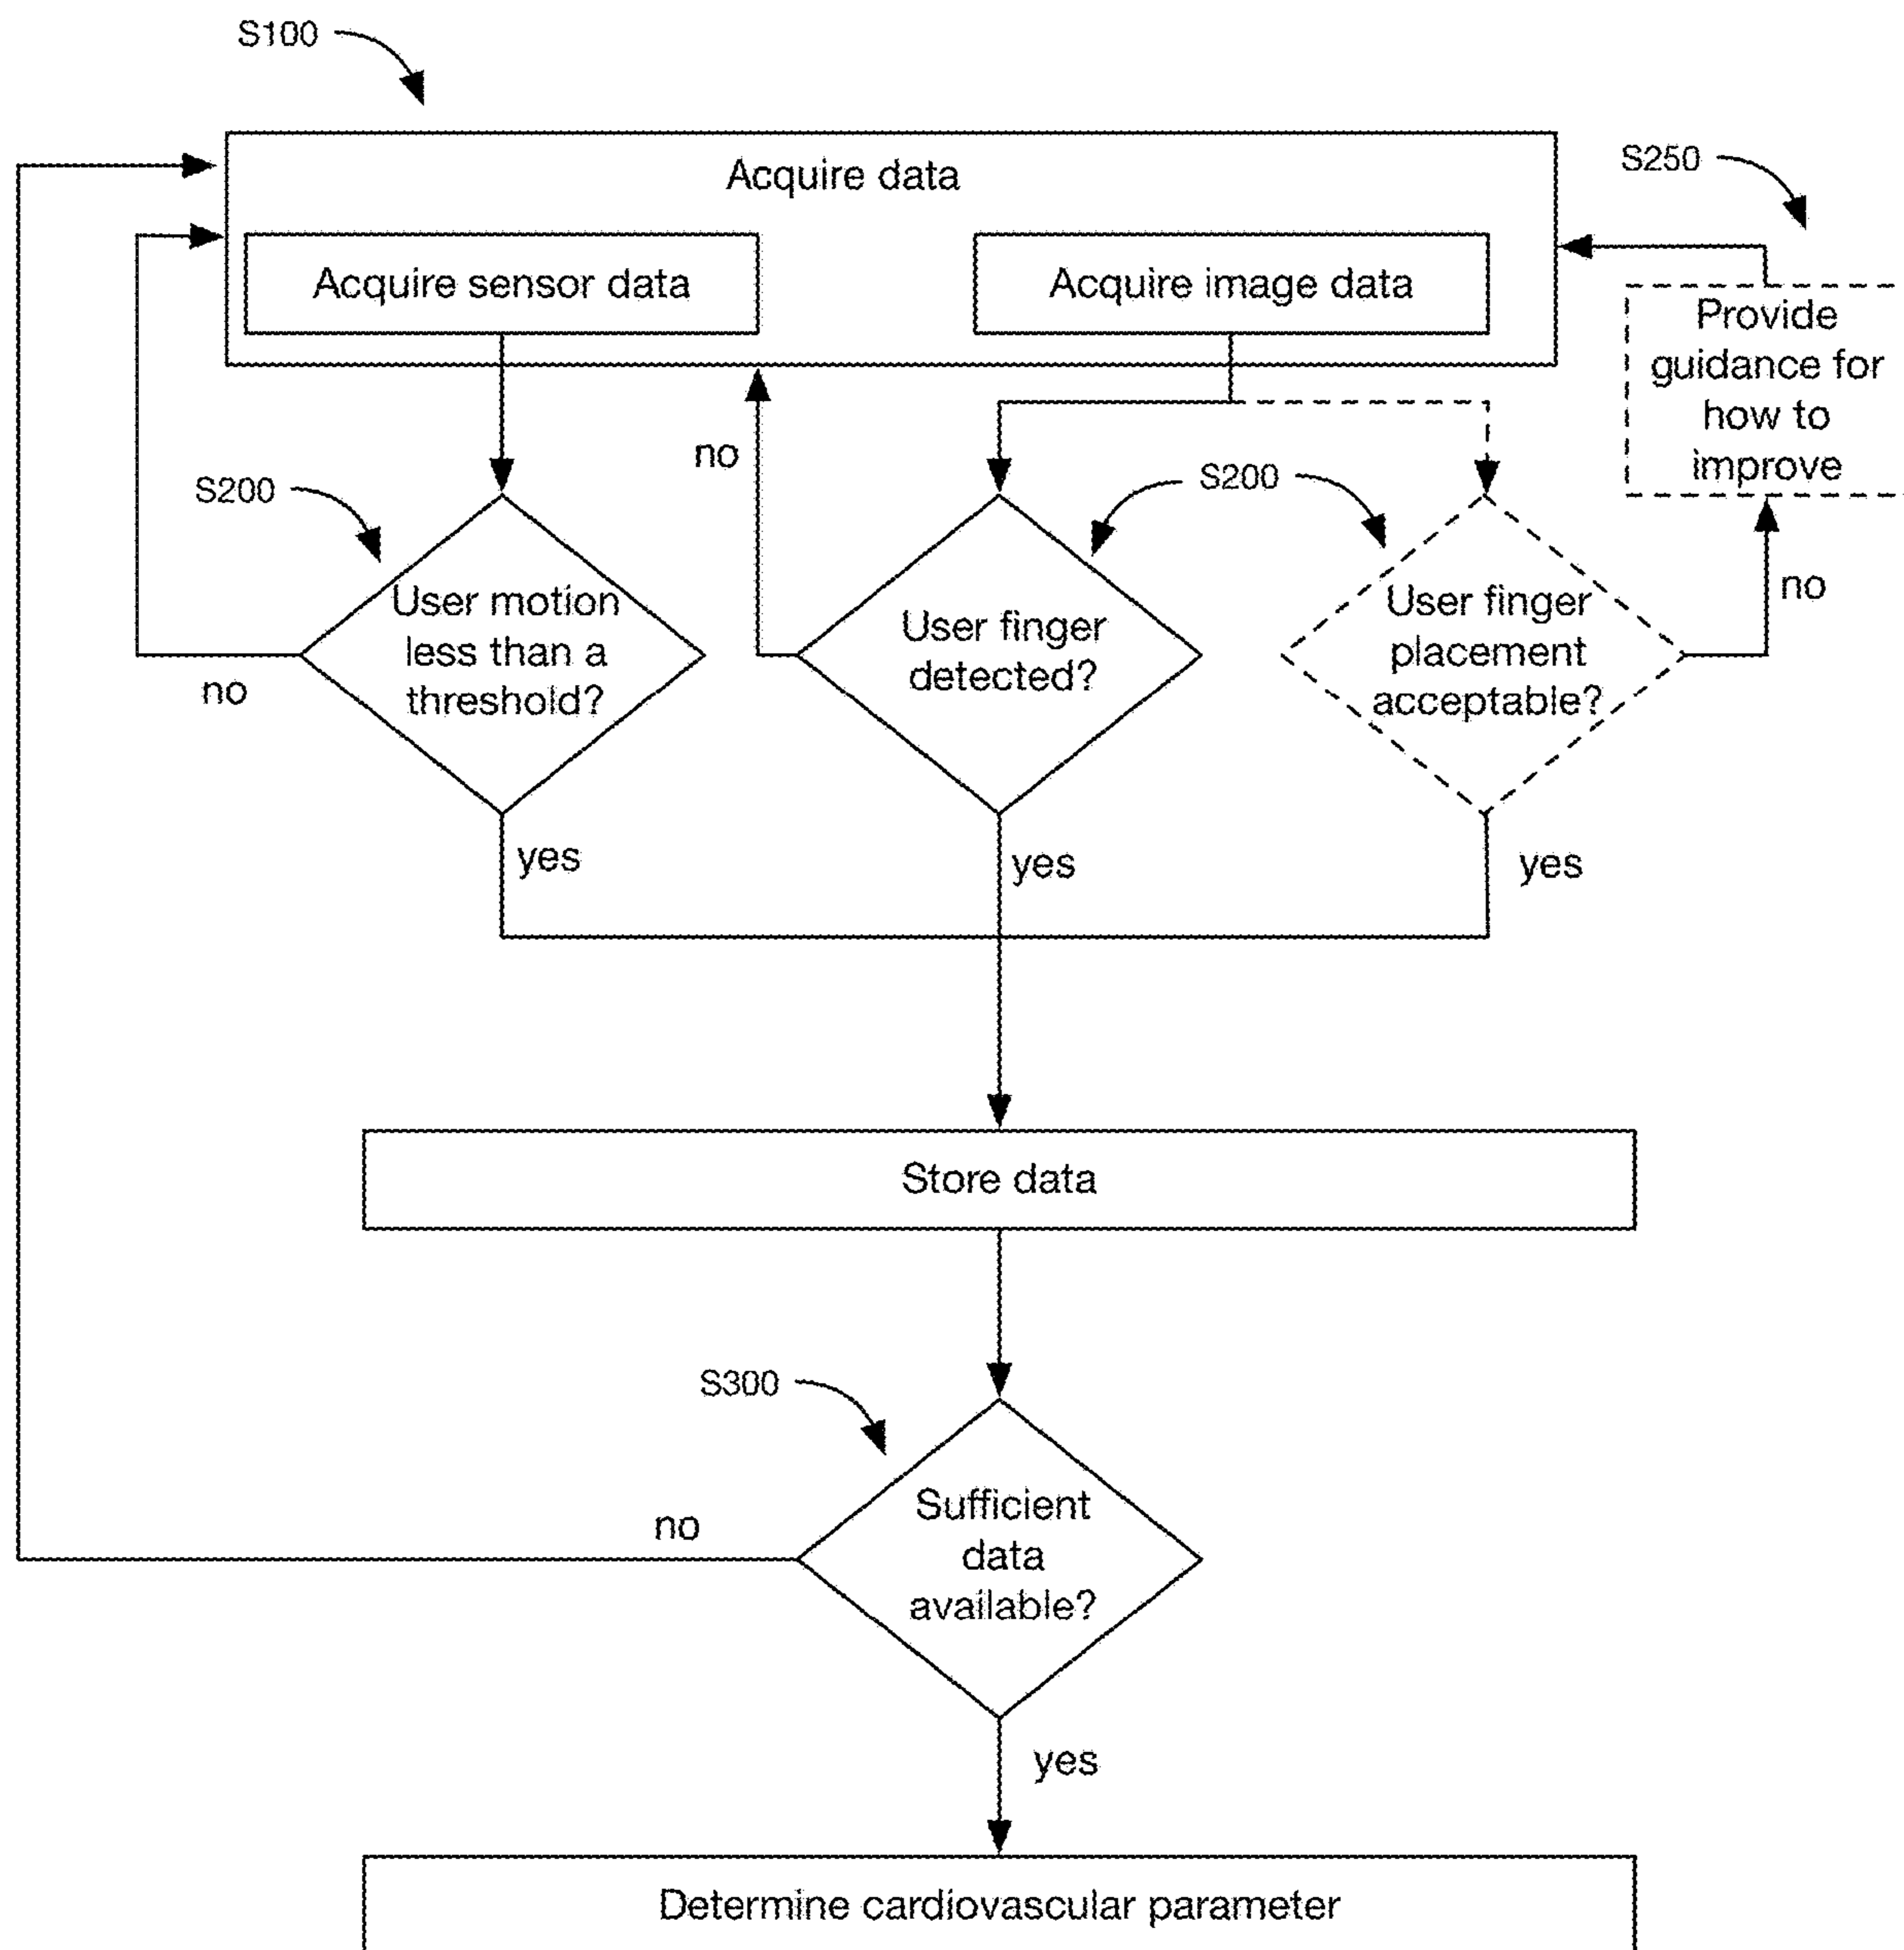 S100
Acquire data
S250
Acquire sensor data
Acquire image data
Provide
guidance for
how to
improve
no
S200
S200
User motion
less than a
threshold?
User finger
detected?
User finger
placement
acceptable?
no
no
yes
yes
yes
Store data
S300
Sufficient
data
available?
no
yes
Determine cardiovascular parameter